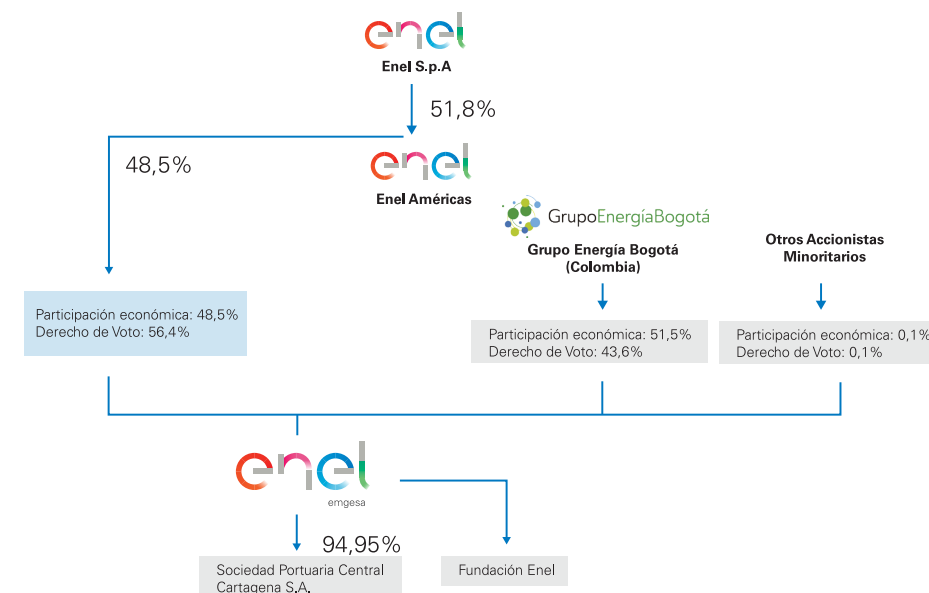 enel
Enel S.p.A
51,8%
48,5%
enel
Enel Américas
GrupoEnergíaBogotá
Grupo Energía Bogotá
(Colombia)
Otros Accionistas
Minoritarios
Participación económica: 48,5%
Derecho de Voto: 56,4%
Participación económica: 51,5%
Derecho de Voto: 43,6%
Participación económica: 0,1%
Derecho de Voto: 0,1%
enel
emgesa
94,95%
Sociedad Portuaria Central
Cartagena S.A.
Fundación Enel